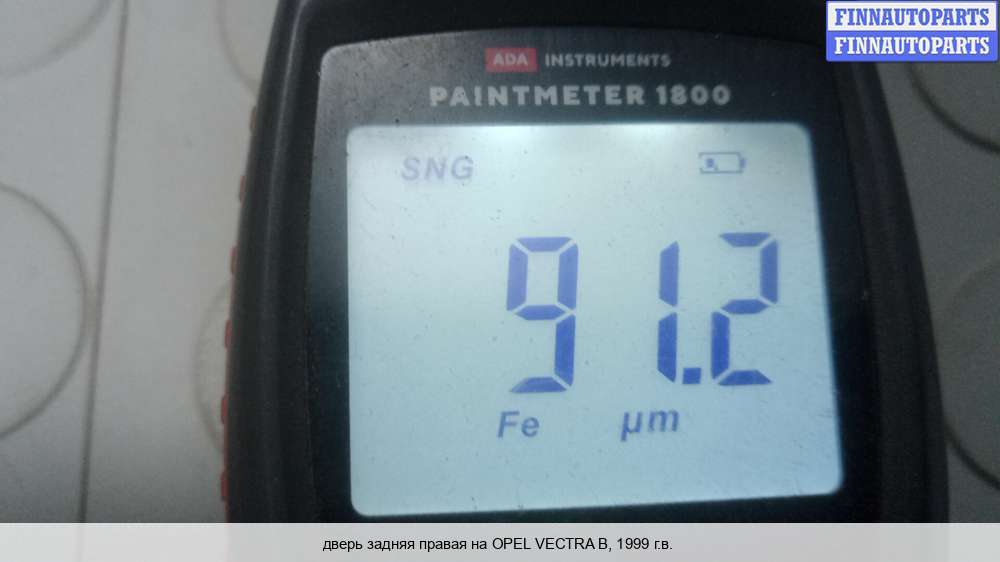 FINNAUTOPARTS
FINNAUTOPARTS
ADA INSTRUMENTS
PAINTMETER 1800
SNG
91.2
Fe µm
дверь задняя правая на OPEL VECTRA B, 1999 г.в.